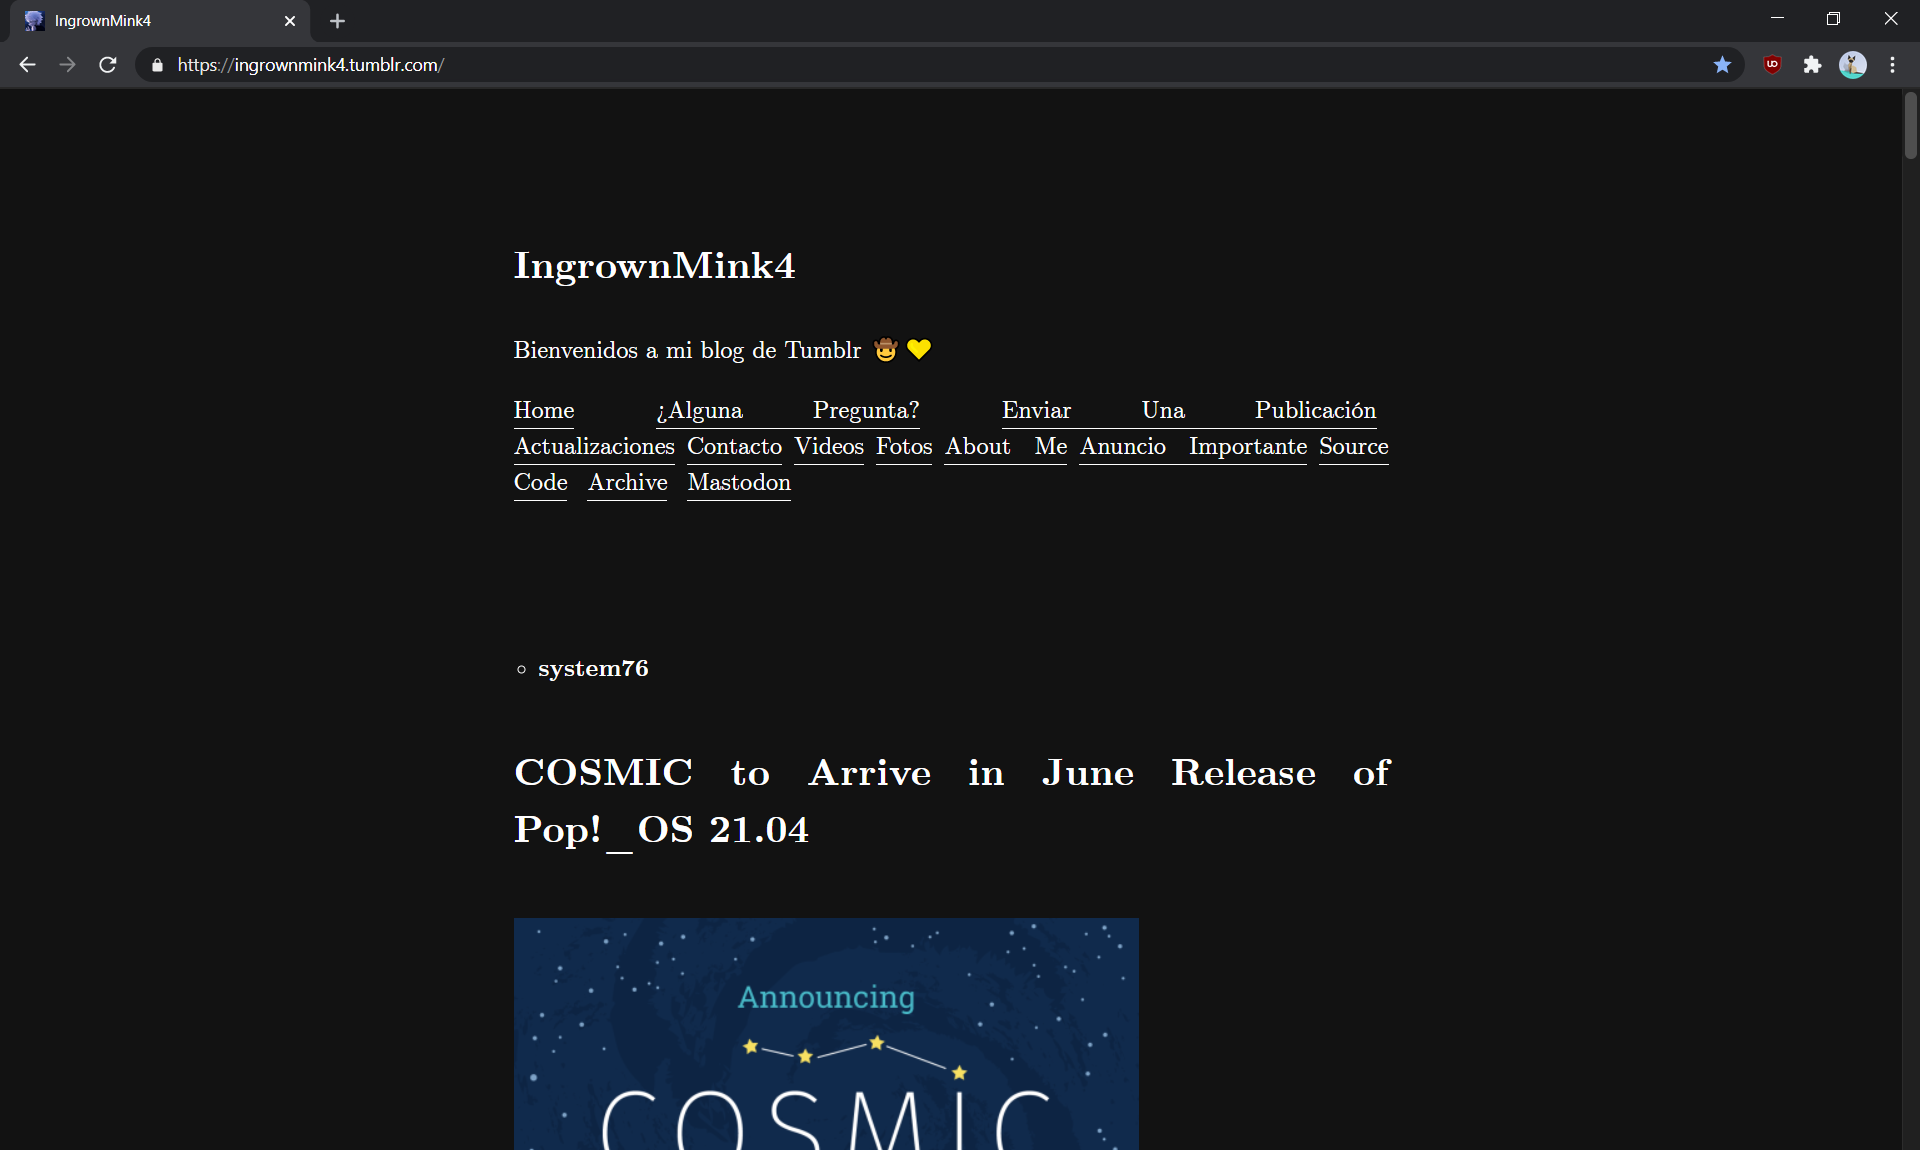 IngrownMink4
https://ingrownmink4.tumblr.com/
IngrownMink4
Bienvenidos a mi blog de Tumblr 🤠💛
Home ¿Alguna Pregunta? Enviar Una Publicación
Actualizaciones Contacto Videos Fotos About Me Anuncio Importante Source
Code Archive Mastodon
system76
COSMIC to Arrive in June Release of
Pop!_OS 21.04
Announcing
COSMIC